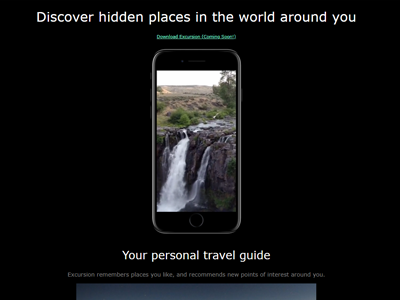 Discover hidden places in the world around you
Download Excursion (Coming Soon!)
Your personal travel guide
Excursion remembers places you like, and recommends new points of interest around you.